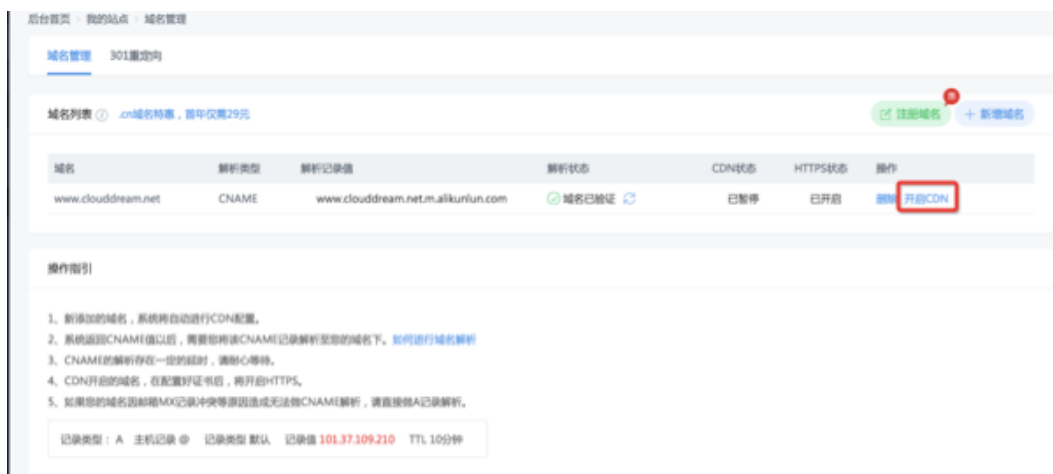 后台首页 > 我的站点 > 域名管理
域名管理 301重定向
域名列表 .cn域名特惠，首年仅需29元 注册域名 + 新增域名
域名 解析类型 解析记录值 解析状态 CDN状态 HTTPS状态 操作
www.clouddream.net CNAME www.clouddream.net.m.alikunlun.com 域名已验证 已暂停 已开启 删除 开启CDN
操作指引
1、新添加的域名，系统将自动进行CDN配置。
2、系统返回CNAME值以后，需要您将该CNAME记录解析至您的域名下。如何进行域名解析
3、CNAME的解析存在一定的延时，请耐心等待。
4、CDN开启的域名，在配置好证书后，将开启HTTPS。
5、如果您的域名因邮箱MX记录冲突等原因造成无法做CNAME解析，请直接做A记录解析。
记录类型：A 主机记录 @ 记录类型 默认 记录值 101.37.109.210 TTL 10分钟